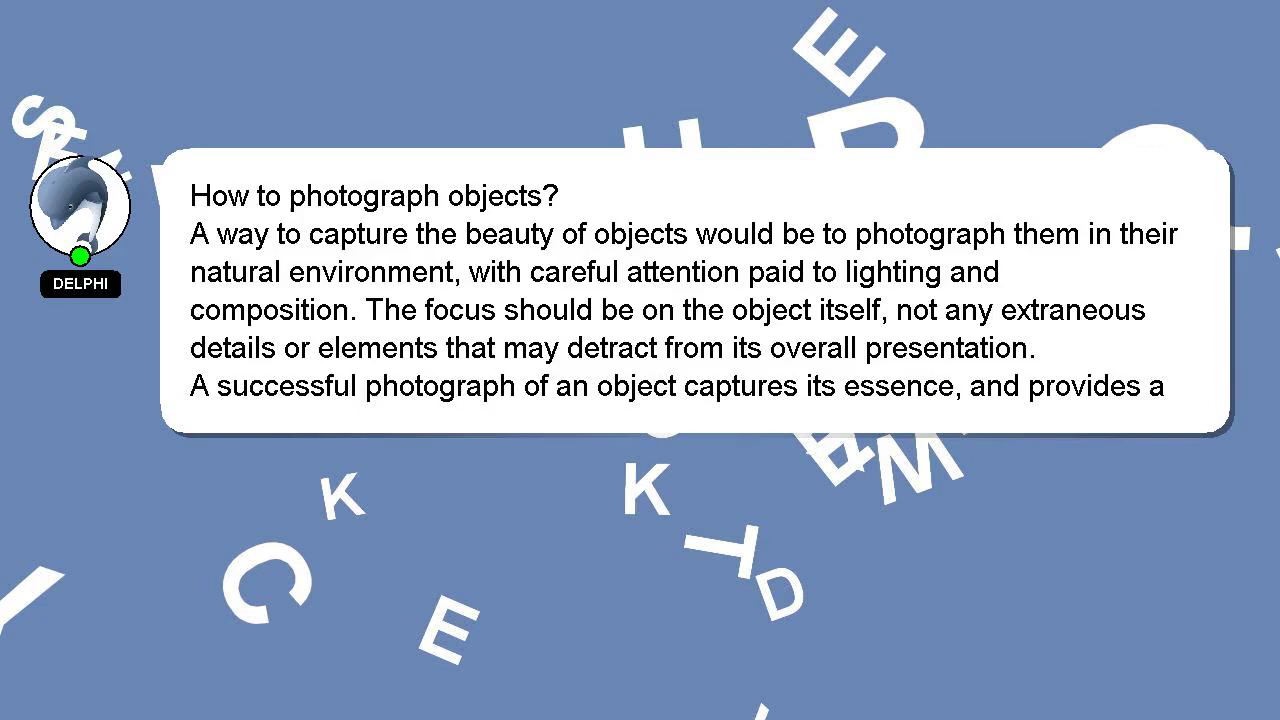 E
D
S
How to photograph objects?
A way to capture the beauty of objects would be to photograph them in their
natural environment, with careful attention paid to lighting and
composition. The focus should be on the object itself, not any extraneous
details or elements that may detract from its overall presentation.
A successful photograph of an object captures its essence, and provides a
DELPHI
M
K
K
T
D
C
E